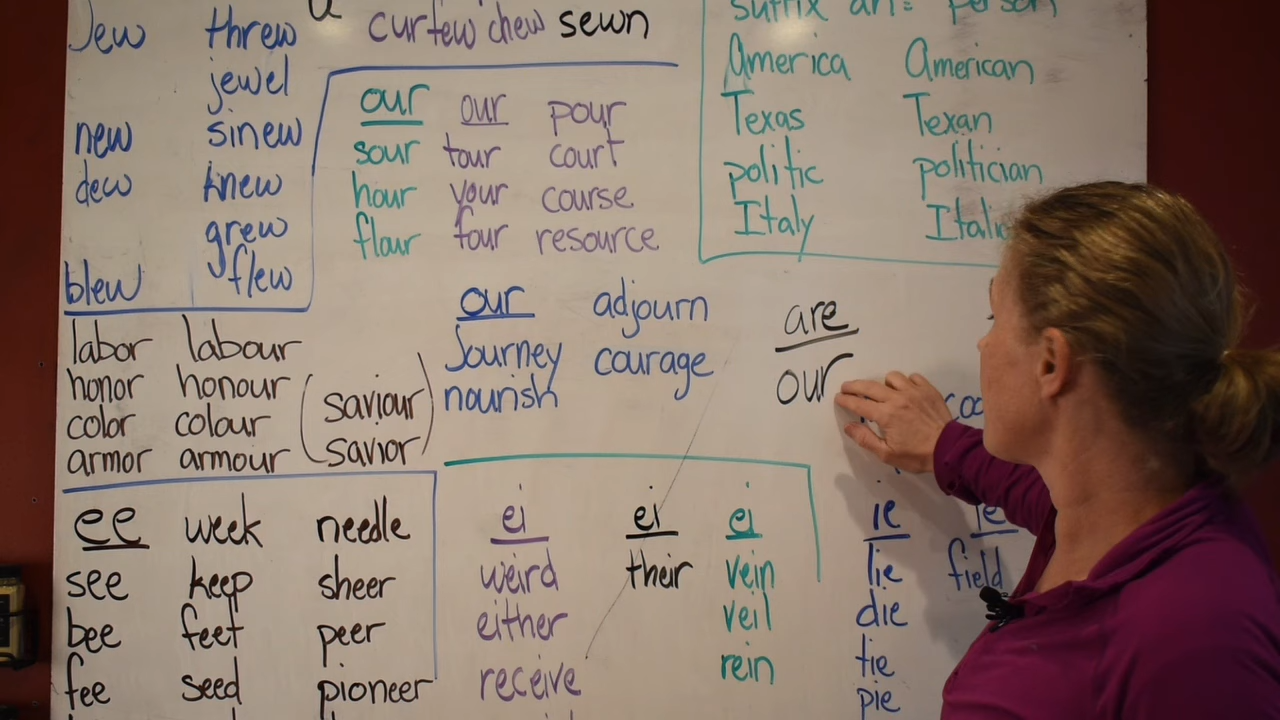 Jew threw
jewel
new sinew
dew knew
grew
blew flew
curfew chew sewn
our our pour
sour tour court
hour your course
flour four resource
suffix an = person
America American
Texas Texan
politic politician
Italy
labor labour
honor honour
color colour
armor armour
(saviour
savior)
our adjourn
Journey courage
nourish
are
our
ee week needle
see keep sheer
bee feet peer
fee seed pioneer
ei ei ei
weird their vein
either veil
receive rein
ie ie
lie field
die
tie
pie